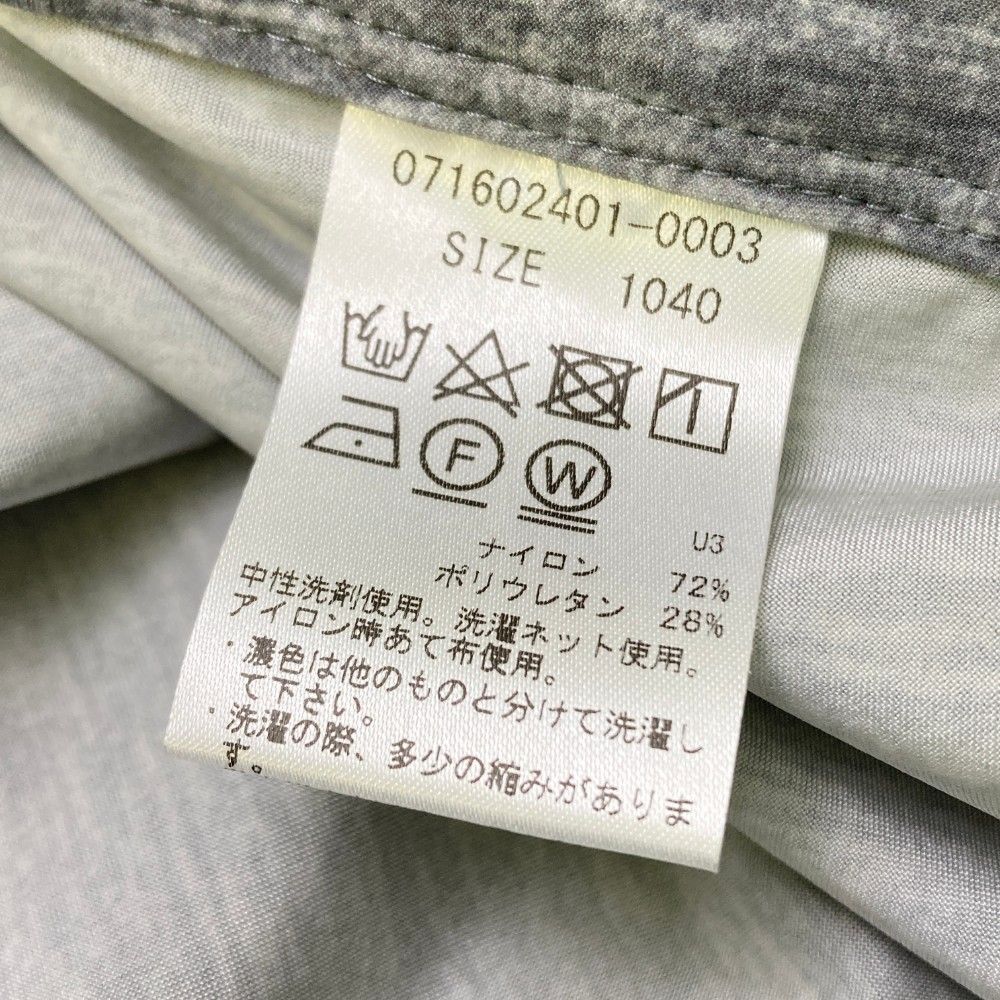 071602401-0003
SIZE 1040
F W
U3
ナイロン 72%
ポリウレタン 28%
中性洗剤使用。洗濯ネット使用。
アイロン時あて布使用。
・濃色は他のものと分けて洗濯し
て下さい。
・洗濯の際、多少の縮みがありま
す。